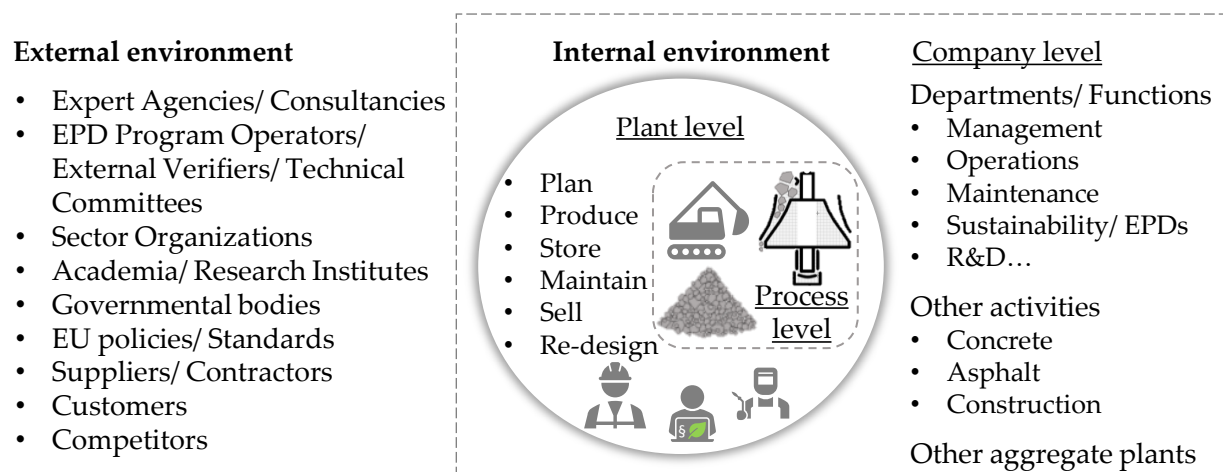 External environment
• Expert Agencies/ Consultancies
• EPD Program Operators/
External Verifiers/ Technical
Committees
• Sector Organizations
• Academia/ Research Institutes
• Governmental bodies
• EU policies/ Standards
• Suppliers/ Contractors
• Customers
• Competitors
Internal environment
Plant level
• Plan
• Produce
• Store
• Maintain
• Sell
• Re-design
Process
level
§
Company level
Departments/ Functions
• Management
• Operations
• Maintenance
• Sustainability/ EPDs
• R&D…
Other activities
• Concrete
• Asphalt
• Construction
Other aggregate plants